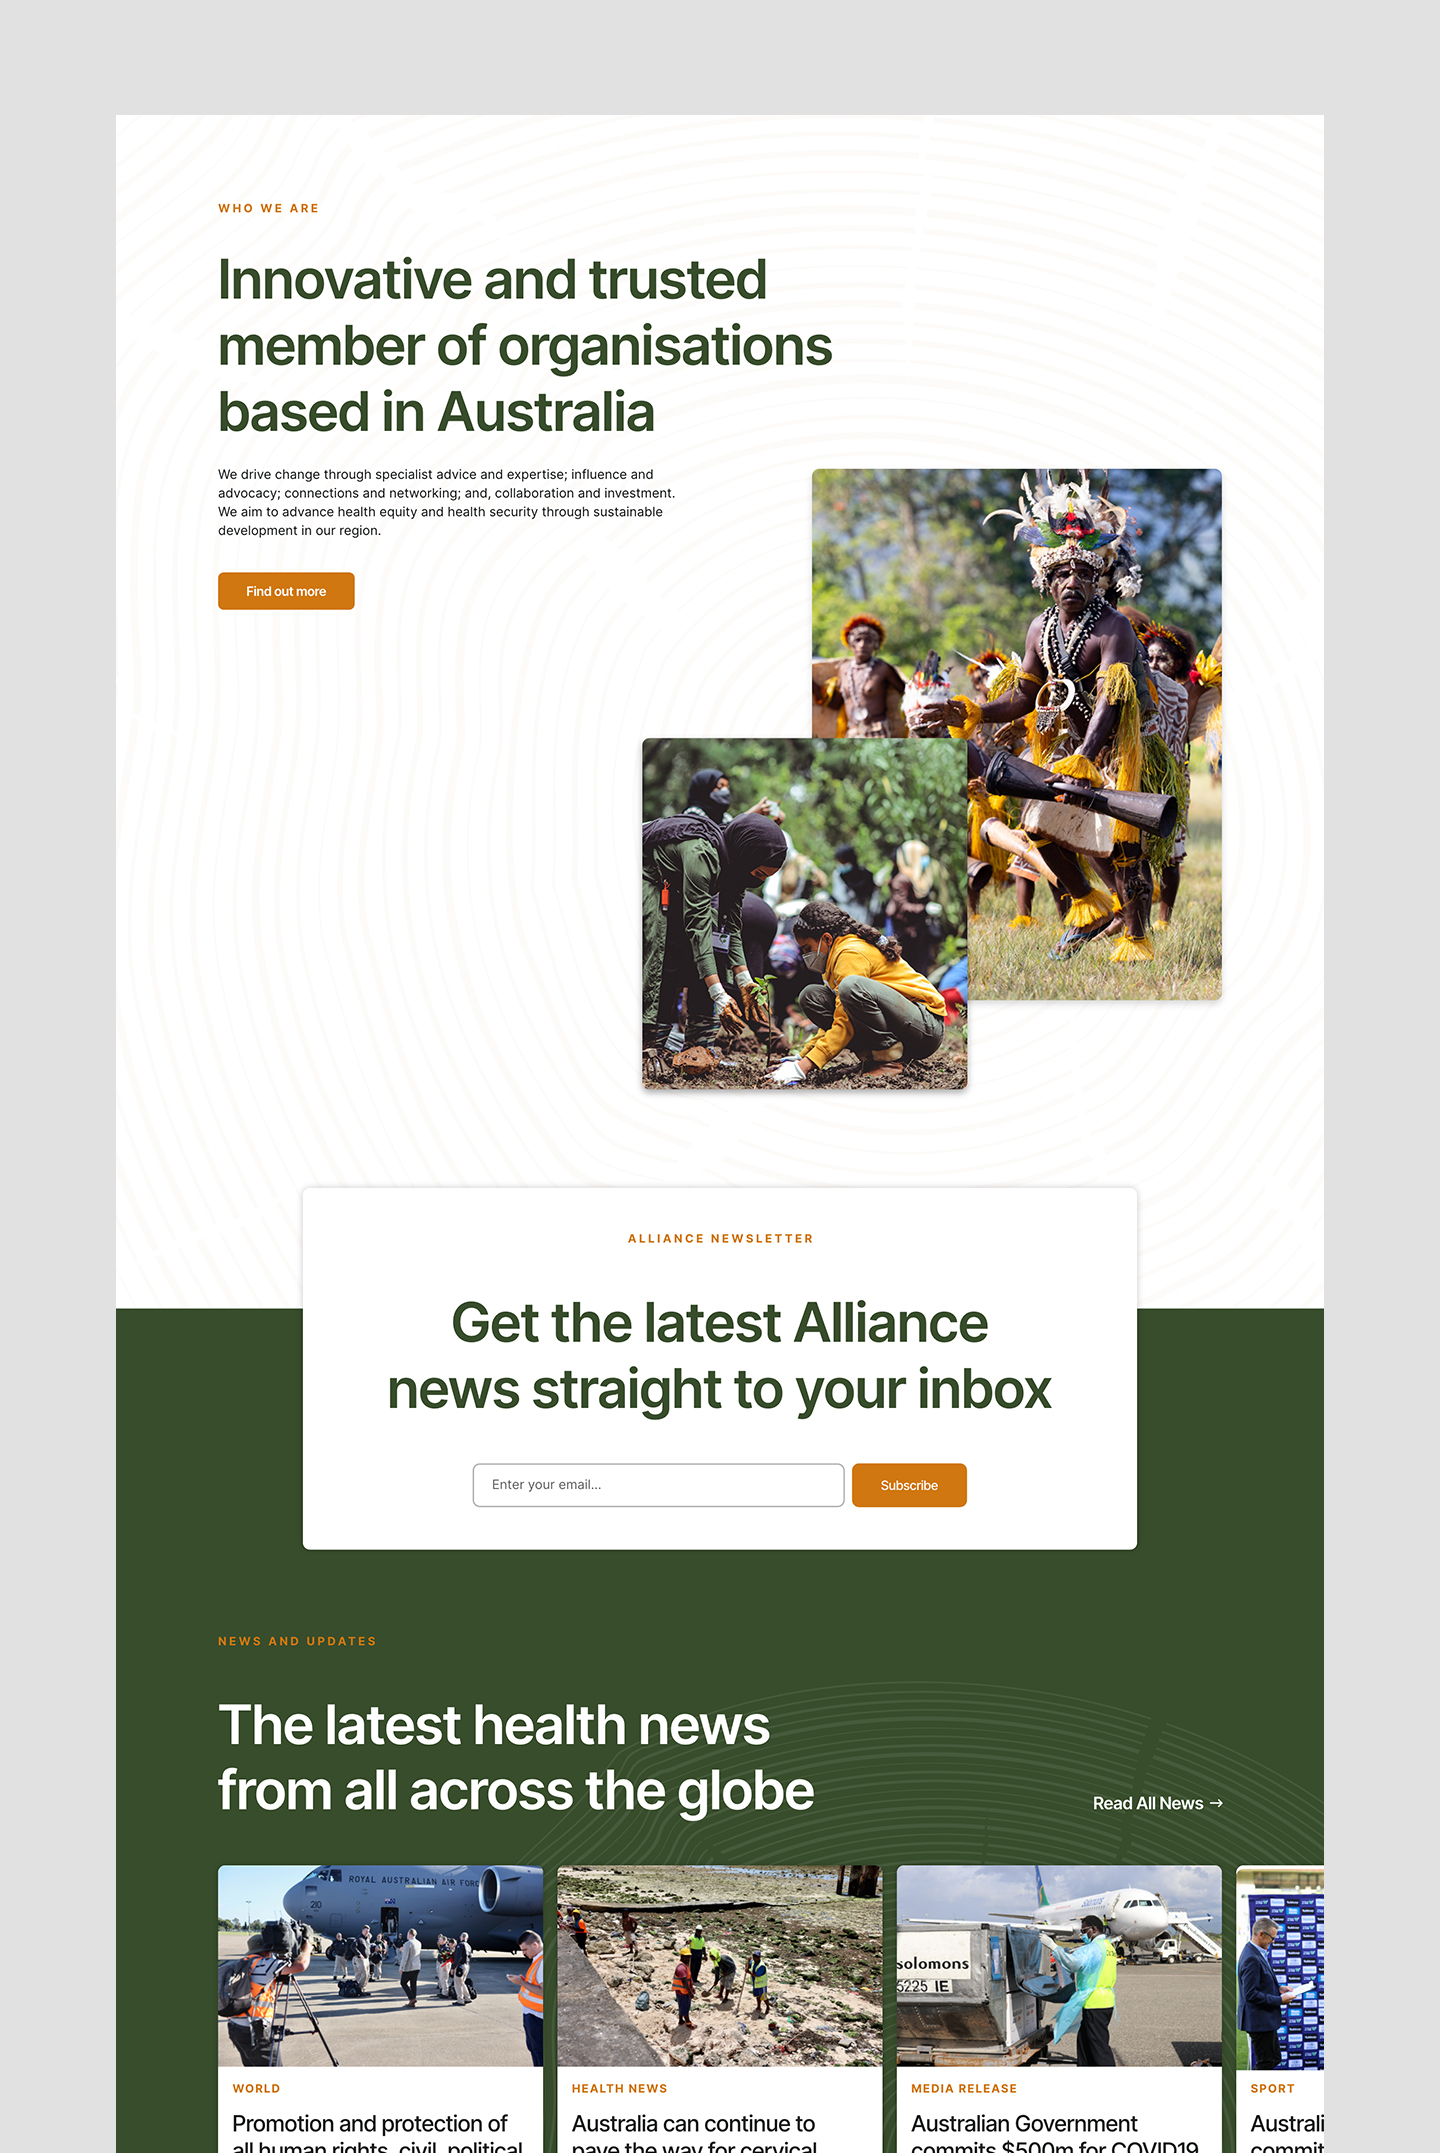 WHO WE ARE
Innovative and trusted
member of organisations
based in Australia
We drive change through specialist advice and expertise; influence and
advocacy; connections and networking; and, collaboration and investment.
We aim to advance health equity and health security through sustainable
development in our region.
Find out more
ALLIANCE NEWSLETTER
Get the latest Alliance
news straight to your inbox
Enter your email...
Subscribe
NEWS AND UPDATES
The latest health news
from all across the globe
Read All News →
ROYAL AUSTRALIAN AIR FORC
210
solomons
5225 IE
WORLD
Promotion and protection of
all human rights, civil, political
HEALTH NEWS
Australia can continue to
pave the way for cervical
MEDIA RELEASE
Australian Government
commits $500m for COVID19
SPORT
Australi
commit